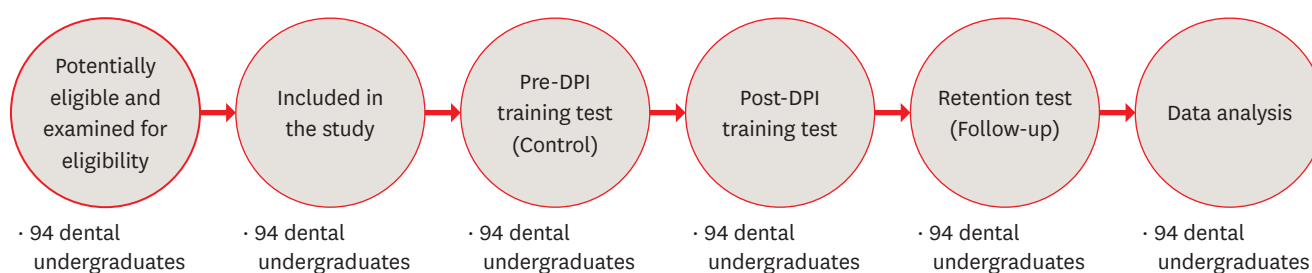 Potentially
eligible and
examined for
eligibility
Included in
the study
Pre-DPI
training test
(Control)
Post-DPI
training test
Retention test
(Follow-up)
Data analysis
· 94 dental
undergraduates
· 94 dental
undergraduates
· 94 dental
undergraduates
· 94 dental
undergraduates
· 94 dental
undergraduates
· 94 dental
undergraduates